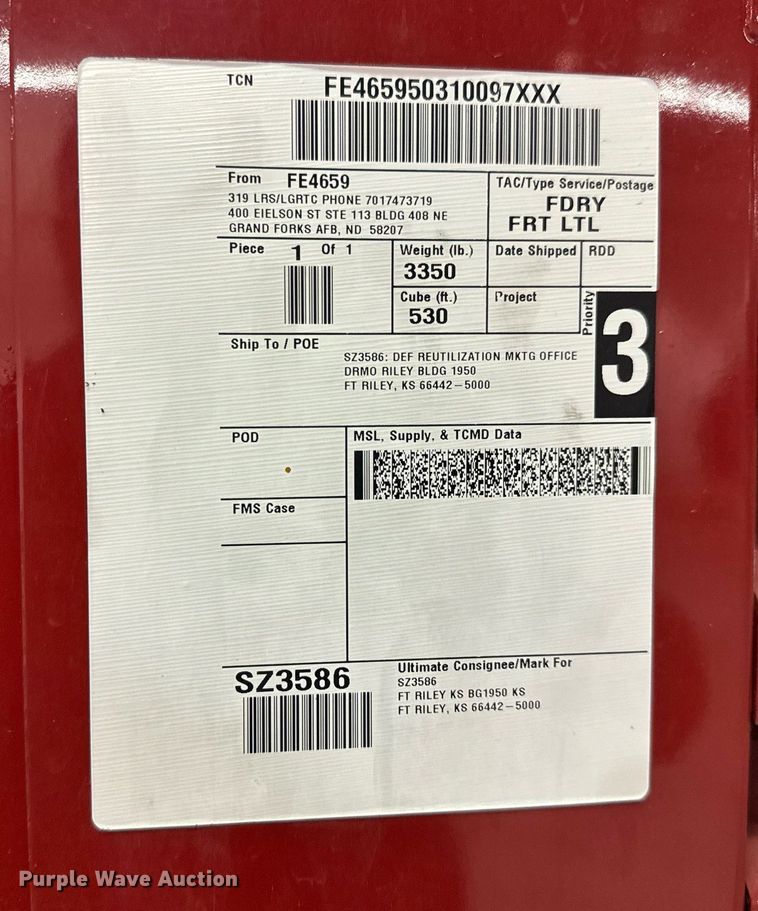 TCN FE465950310097XXX
From FE4659
319 LRS/LGRTC PHONE 7017473719
400 EIELSON ST STE 113 BLDG 408 NE
GRAND FORKS AFB, ND 58207
TAC/Type Service/Postage
FDRY
FRT LTL
Piece 1 Of 1
Weight (lb.)
3350
Date Shipped
RDD
Cube (ft.)
530
Project
Priority
3
Ship To / POE
SZ3586: DEF REUTILIZATION MKTG OFFICE
DRMO RILEY BLDG 1950
FT RILEY, KS 66442-5000
POD
MSL, Supply, & TCMD Data
FMS Case
SZ3586
Ultimate Consignee/Mark For
SZ3586
FT RILEY KS BG1950 KS
FT RILEY, KS 66442-5000
Purple Wave Auction